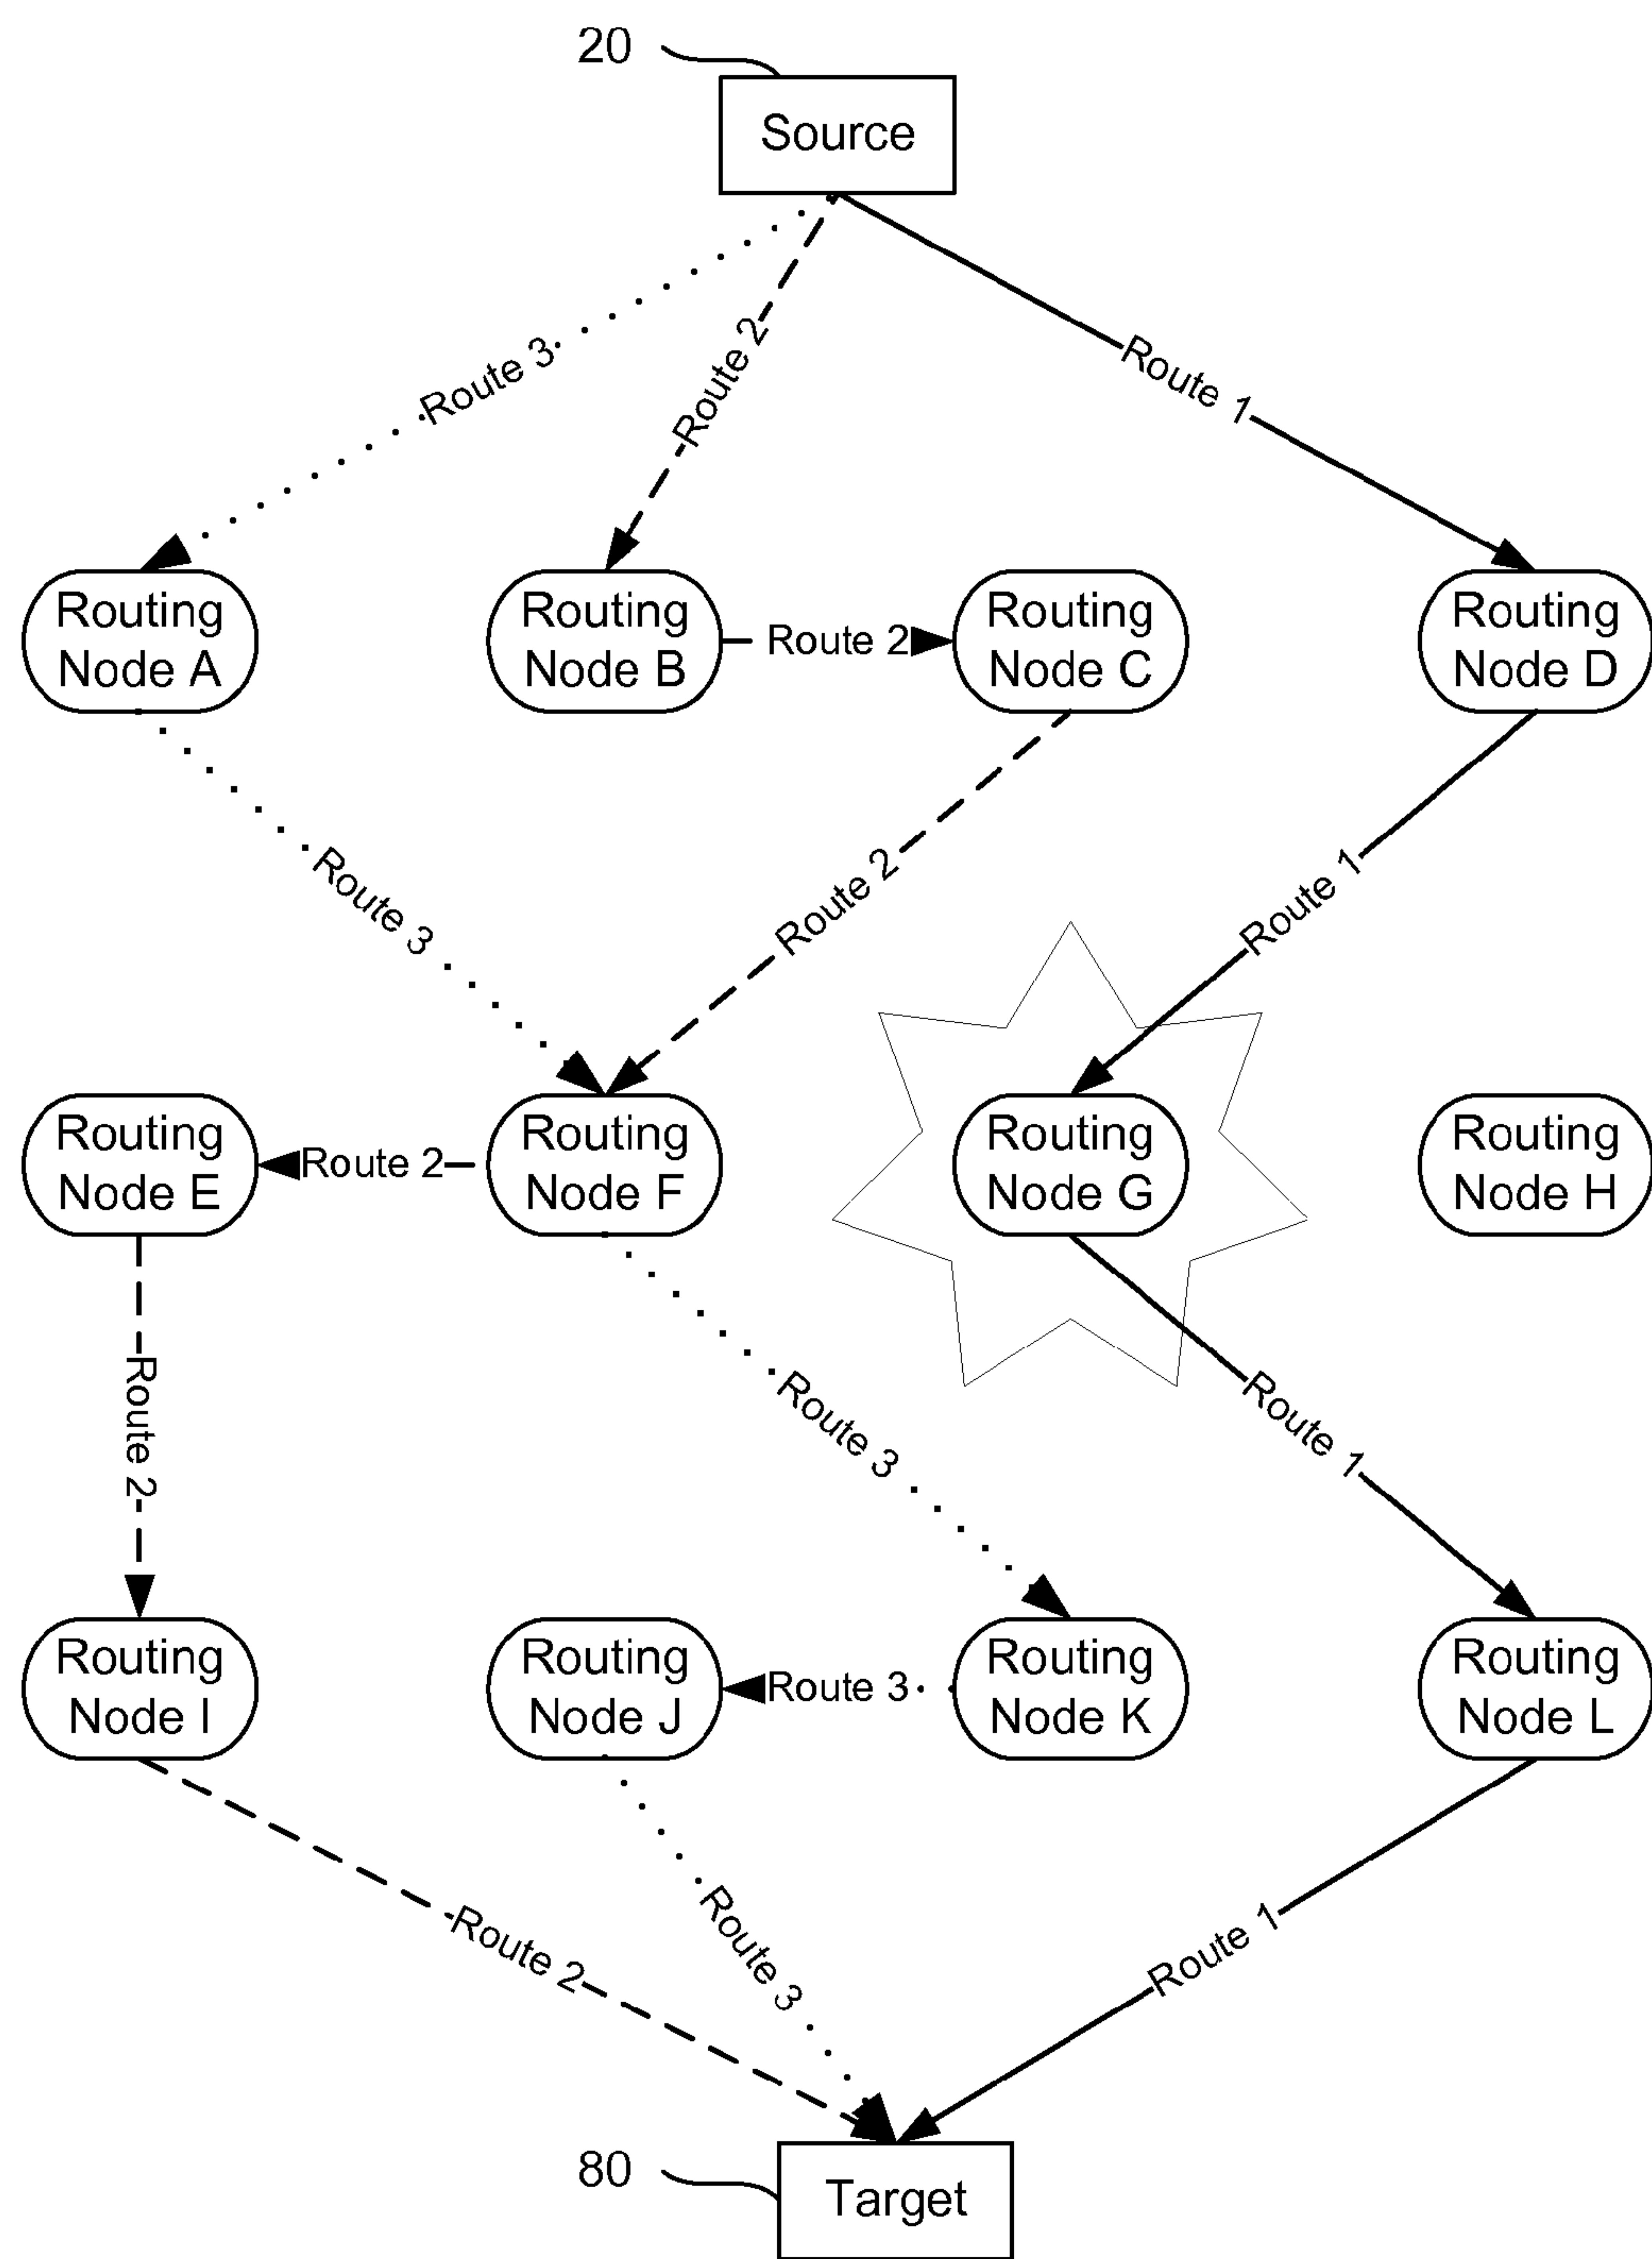 20
Source
Route 3
Route 2
Route 1
Routing
Node A
Routing
Node B
Route 2
Routing
Node C
Routing
Node D
Route 3
Route 2
Route 1
Routing
Node E
Route 2
Routing
Node F
Routing
Node G
Routing
Node H
Route 2
Route 3
Route 1
Routing
Node I
Routing
Node J
Route 3
Routing
Node K
Routing
Node L
Route 2
Route 3
Route 1
80
Target